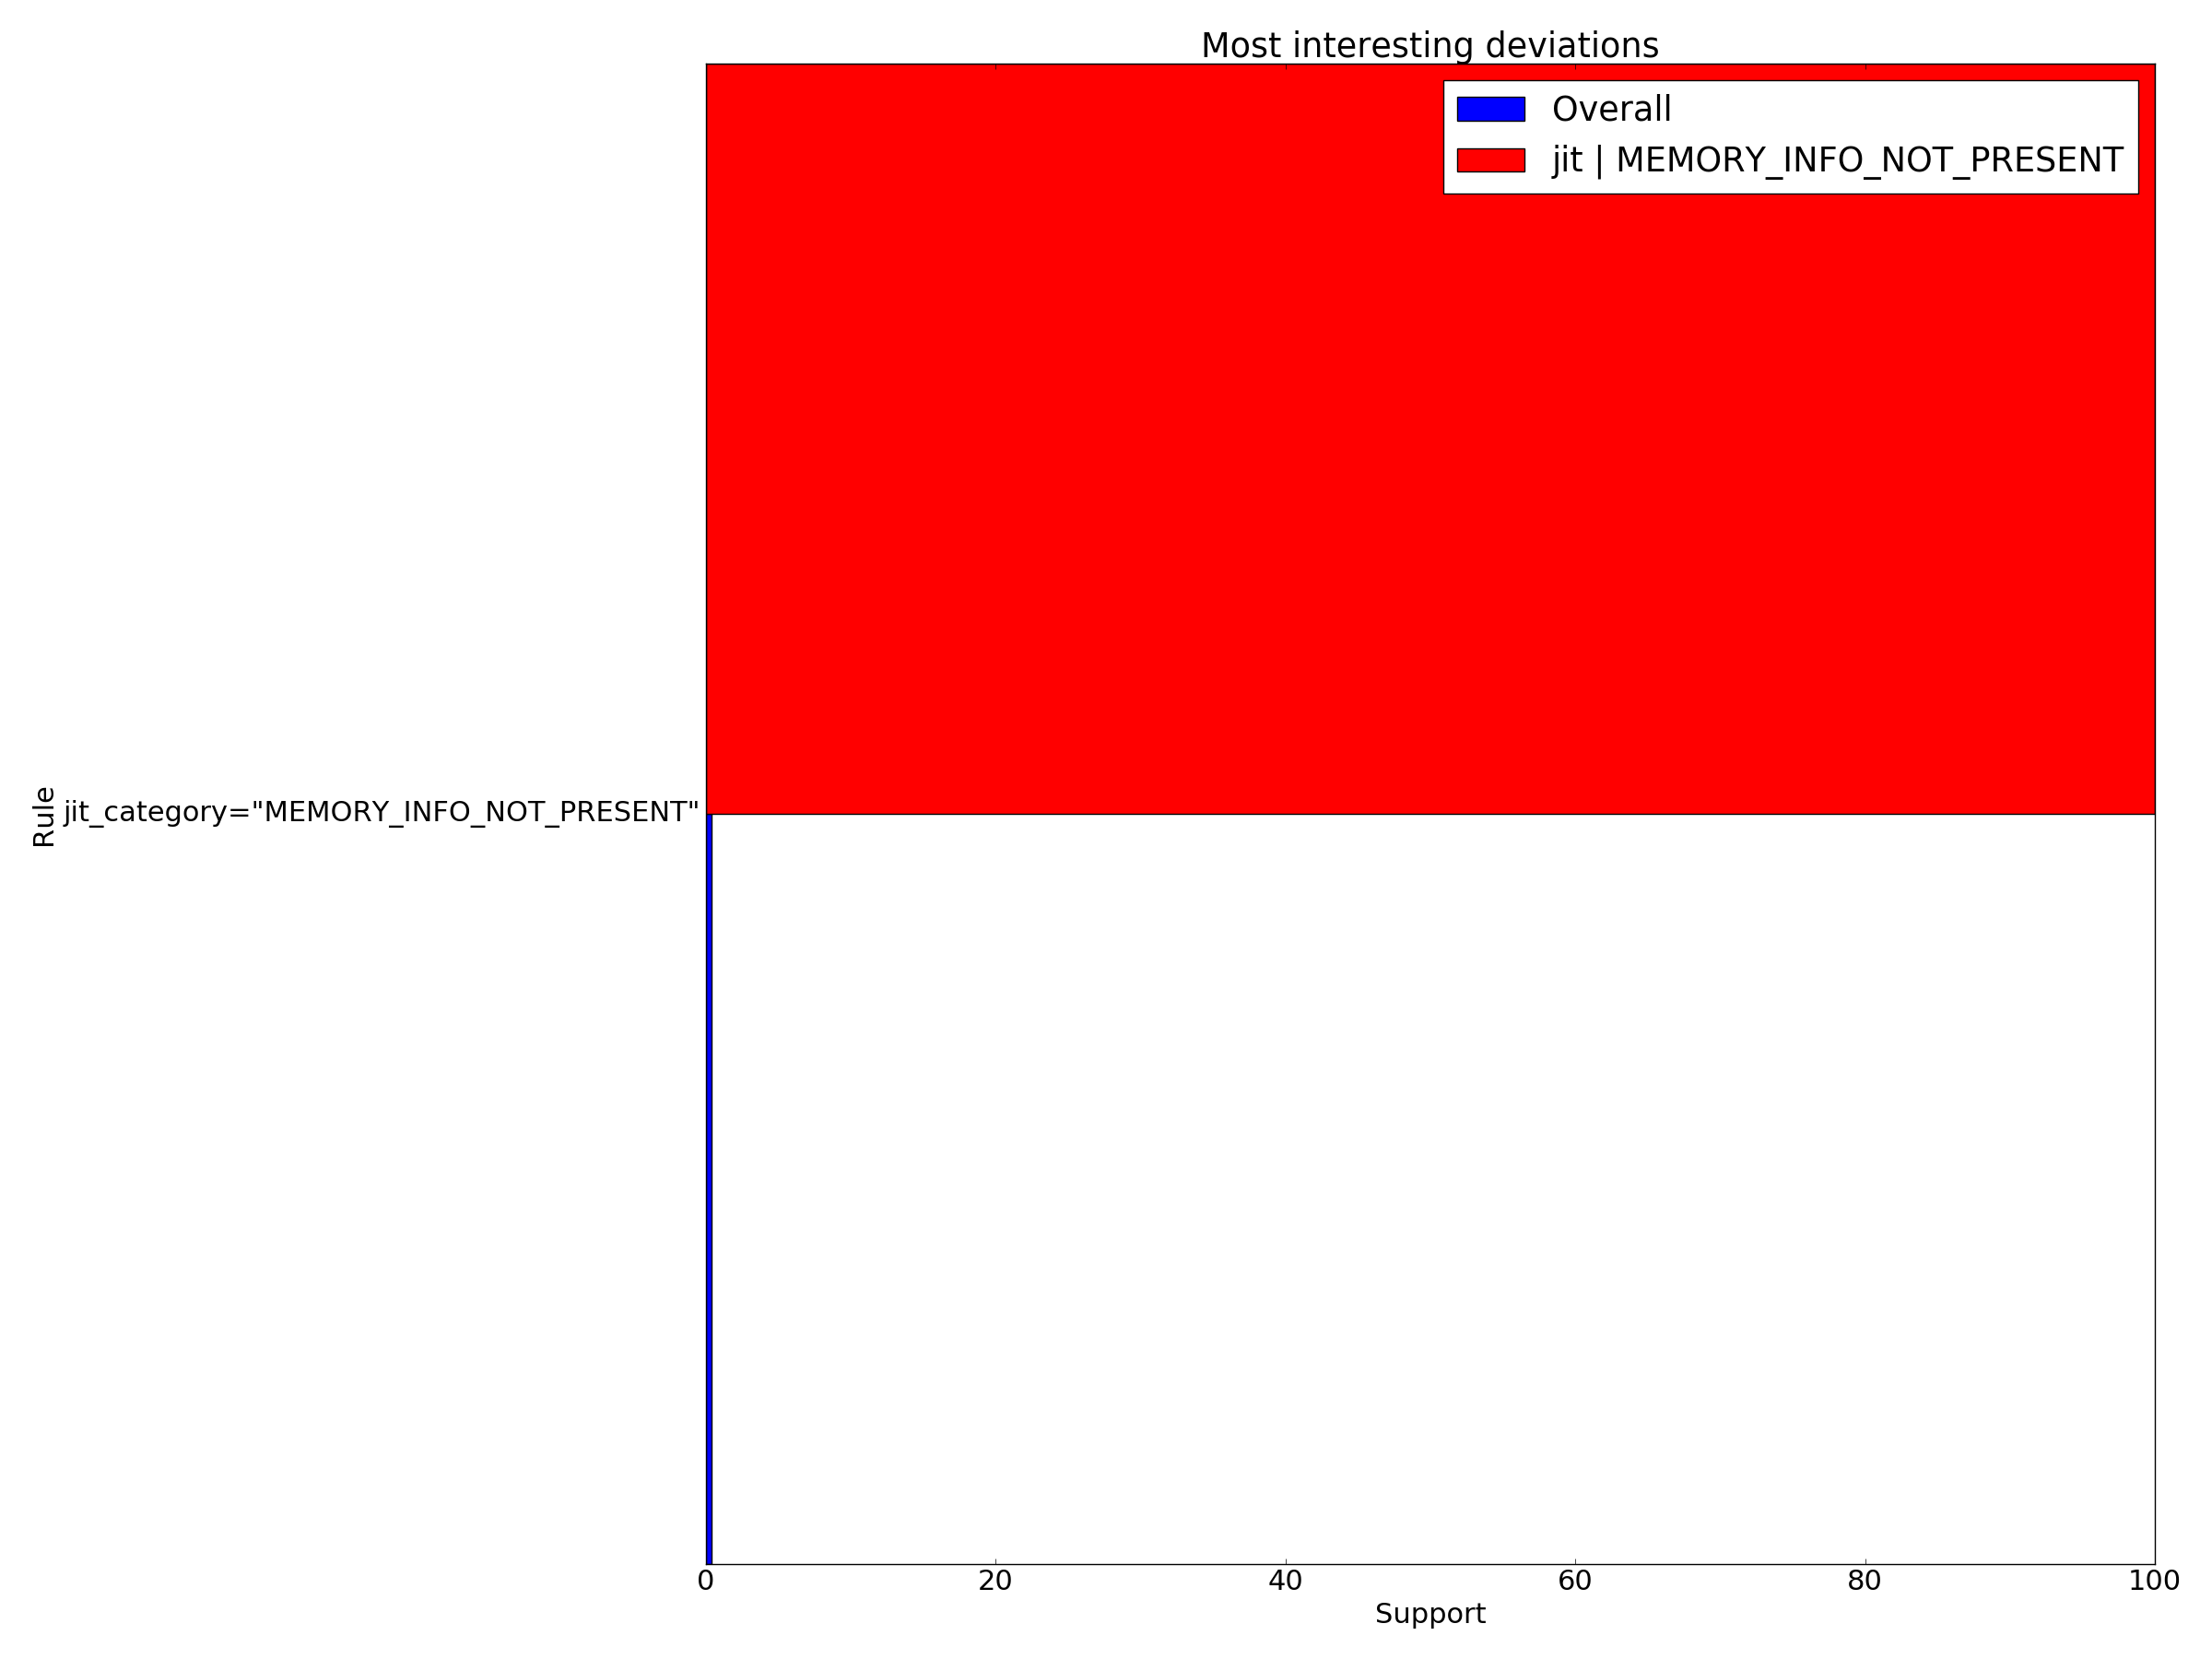 Most interesting deviations
Overall
jit | MEMORY_INFO_NOT_PRESENT
Rule
jit_category="MEMORY_INFO_NOT_PRESENT"
0 20 40 60 80 100
Support